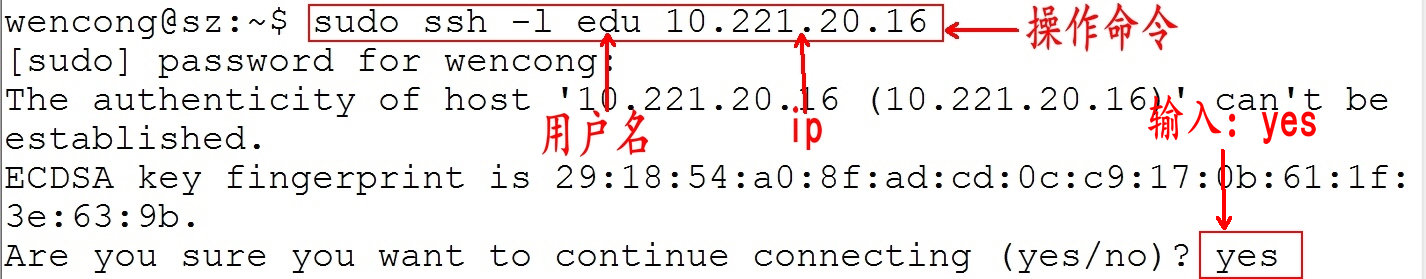 wencong@sz:~$ sudo ssh -l edu 10.221.20.16 操作命令
[sudo] password for wencong:
The authenticity of host '10.221.20.16 (10.221.20.16)' can't be
用户名 ip 输入: yes
established.
ECDSA key fingerprint is 29:18:54:a0:8f:ad:cd:0c:c9:17:0b:61:1f:
3e:63:9b.
Are you sure you want to continue connecting (yes/no)? yes